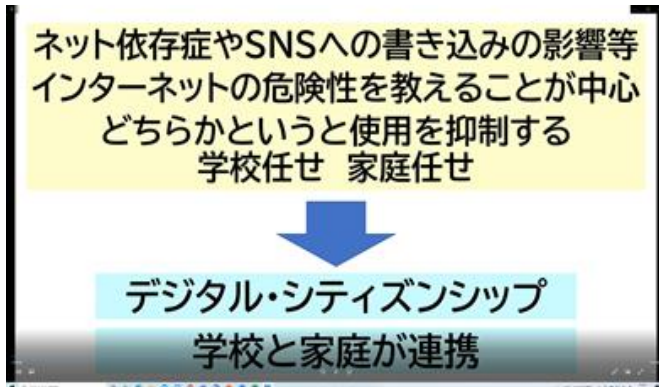 ネット依存症やSNSへの書き込みの影響等
インターネットの危険性を教えることが中心
どちらかというと使用を抑制する
学校任せ 家庭任せ
デジタル・シティズンシップ
学校と家庭が連携